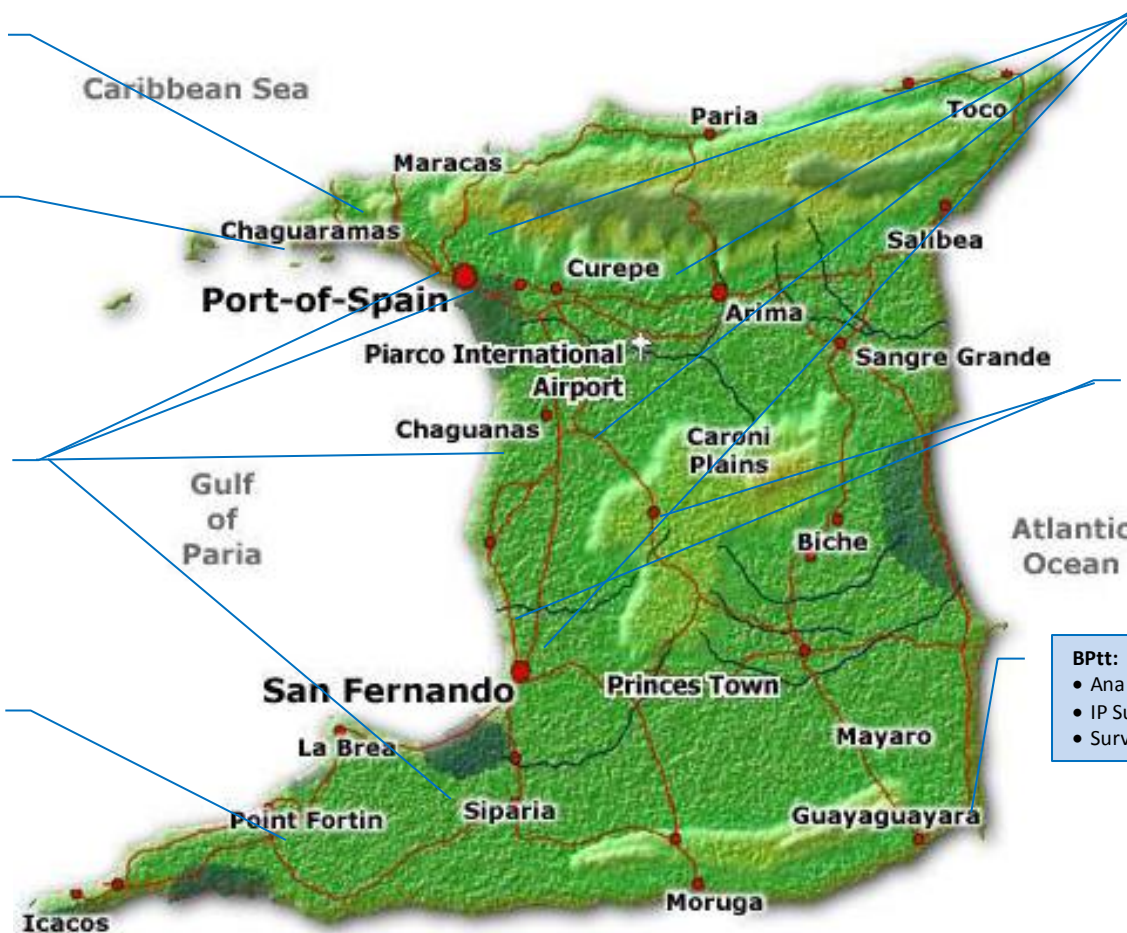 Caribbean Sea
Toco
Paria
Maracas
Chaguaramas
Salibea
Curepe
Port-of-Spain
Arima
Piarco International
Airport
Sangre Grande
Chaguanas
Caroni
Plains
Gulf
of
Paria
Atlantic
Ocean
Biche
BPtt:
San Fernando
Princes Town
• IP
La Brea
Mayaro
Point Fortin
Siparia
Guayaguayara
Moruga
Icacos